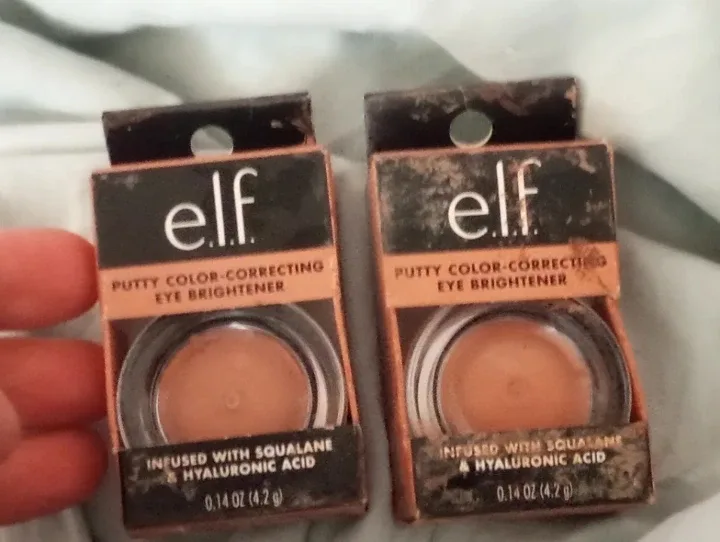 e.l.f.
PUTTY COLOR-CORRECTING
EYE BRIGHTENER
INFUSED WITH SQUALANE
& HYALURONIC ACID
0.14 OZ (4.2 g)
e.l.f.
PUTTY COLOR-CORRECTING
EYE BRIGHTENER
INFUSED WITH SQUALANE
& HYALURONIC ACID
0.14 OZ (4.2 g)